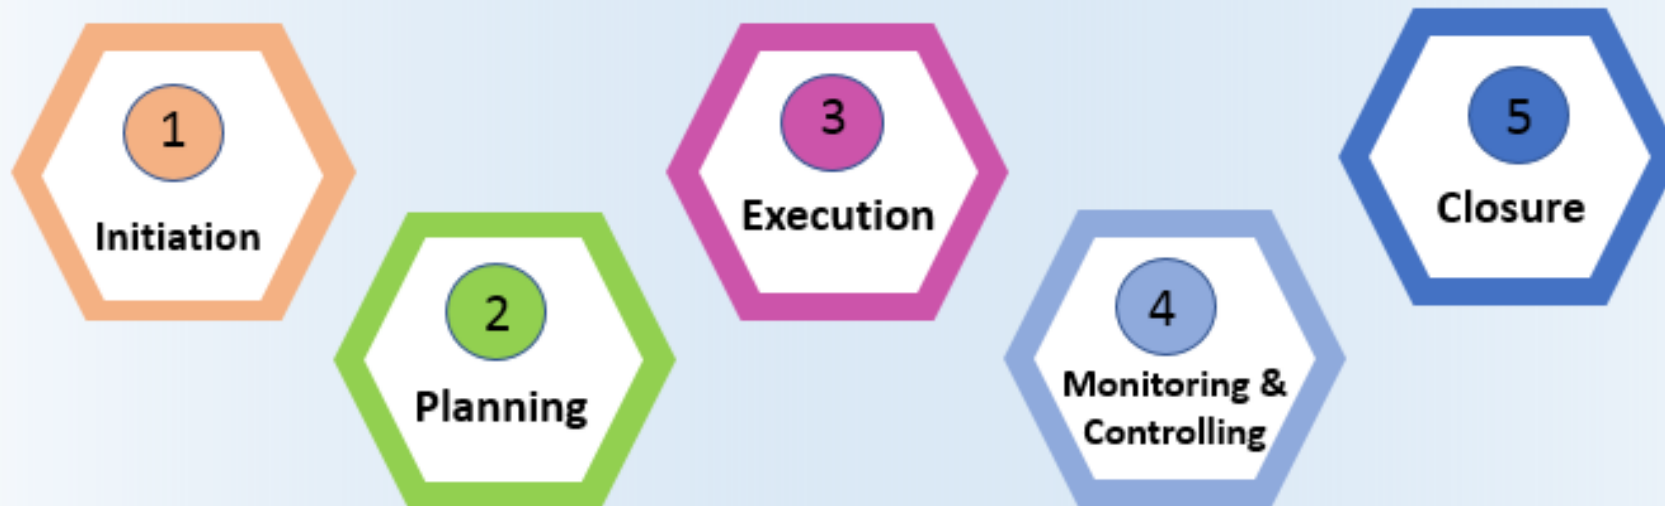 1
Initiation
2
Planning
3
Execution
4
Monitoring &
Controlling
5
Closure